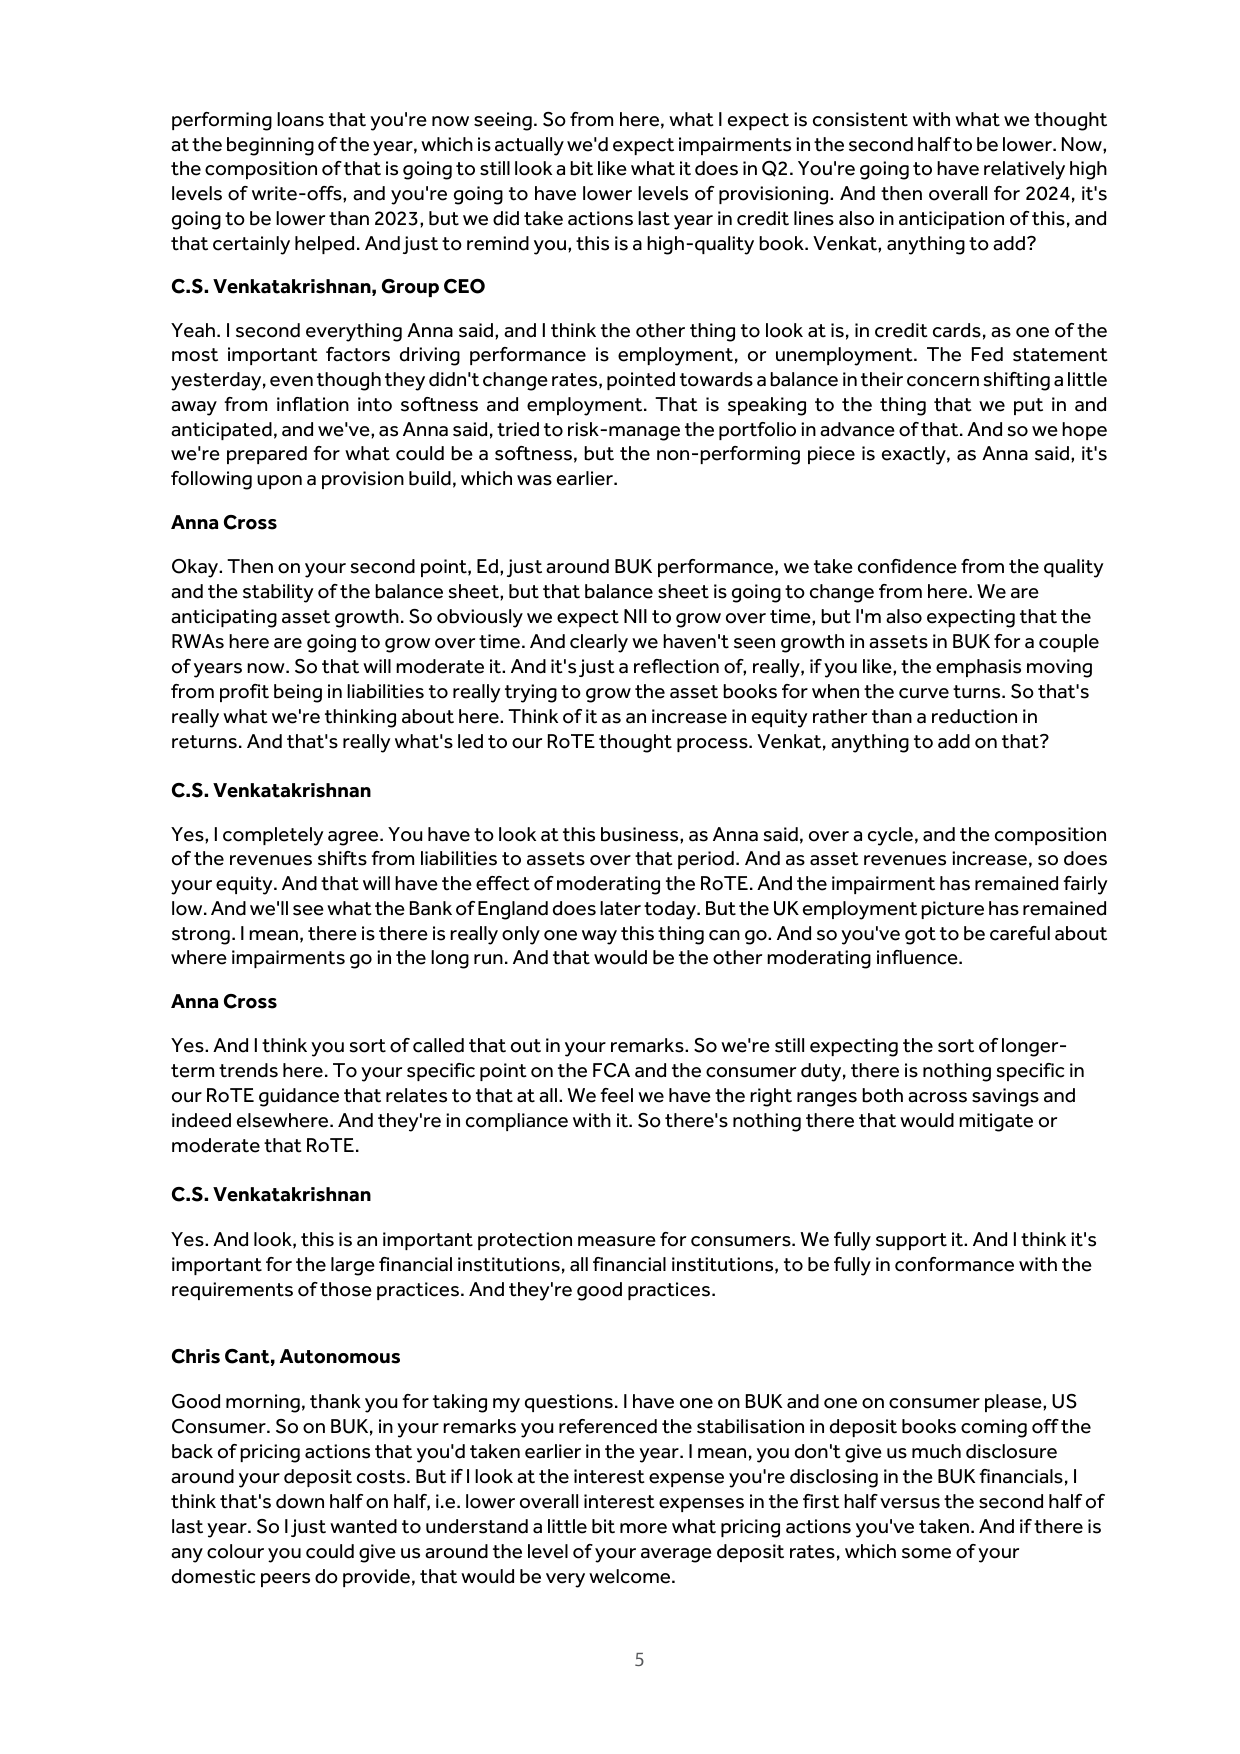 performing loans that you're now seeing. So from here, what I expect is consistent with what we thought
at the beginning of the year, which is actually we'd expect impairments in the second half to be lower. Now,
the composition of that is going to still look a bit like what it does in Q2. You're going to have relatively high
levels of write-offs, and you're going to have lower levels of provisioning. And then overall for 2024, it's
going to be lower than 2023, but we did take actions last year in credit lines also in anticipation of this, and
that certainly helped. And just to remind you, this is a high-quality book. Venkat, anything to add?
C.S. Venkatakrishnan, Group CEO
Yeah. I second everything Anna said, and I think the other thing to look at is, in credit cards, as one of the
most important factors driving performance is employment, or unemployment. The Fed statement
yesterday, even though they didn't change rates, pointed towards a balance in their concern shifting a little
away from inflation into softness and employment. That is speaking to the thing that we put in and
anticipated, and we've, as Anna said, tried to risk-manage the portfolio in advance of that. And so we hope
we're prepared for what could be a softness, but the non-performing piece is exactly, as Anna said, it's
following upon a provision build, which was earlier.
Anna Cross
Okay. Then on your second point, Ed, just around BUK performance, we take confidence from the quality
and the stability of the balance sheet, but that balance sheet is going to change from here. We are
anticipating asset growth. So obviously we expect NII to grow over time, but I'm also expecting that the
RWAs here are going to grow over time. And clearly we haven't seen growth in assets in BUK for a couple
of years now. So that will moderate it. And it's just a reflection of, really, if you like, the emphasis moving
from profit being in liabilities to really trying to grow the asset books for when the curve turns. So that's
really what we're thinking about here. Think of it as an increase in equity rather than a reduction in
returns. And that's really what's led to our RoTE thought process. Venkat, anything to add on that?
C.S. Venkatakrishnan
Yes, I completely agree. You have to look at this business, as Anna said, over a cycle, and the composition
of the revenues shifts from liabilities to assets over that period. And as asset revenues increase, so does
your equity. And that will have the effect of moderating the RoTE. And the impairment has remained fairly
low. And we'll see what the Bank of England does later today. But the UK employment picture has remained
strong. I mean, there is there is really only one way this thing can go. And so you've got to be careful about
where impairments go in the long run. And that would be the other moderating influence.
Anna Cross
Yes. And I think you sort of called that out in your remarks. So we're still expecting the sort of longer-
term trends here. To your specific point on the FCA and the consumer duty, there is nothing specific in
our RoTE guidance that relates to that at all. We feel we have the right ranges both across savings and
indeed elsewhere. And they're in compliance with it. So there's nothing there that would mitigate or
moderate that RoTE.
C.S. Venkatakrishnan
Yes. And look, this is an important protection measure for consumers. We fully support it. And I think it's
important for the large financial institutions, all financial institutions, to be fully in conformance with the
requirements of those practices. And they're good practices.
Chris Cant, Autonomous
Good morning, thank you for taking my questions. I have one on BUK and one on consumer please, US
Consumer. So on BUK, in your remarks you referenced the stabilisation in deposit books coming off the
back of pricing actions that you'd taken earlier in the year. I mean, you don't give us much disclosure
around your deposit costs. But if I look at the interest expense you're disclosing in the BUK financials, I
think that's down half on half, i.e. lower overall interest expenses in the first half versus the second half of
last year. So I just wanted to understand a little bit more what pricing actions you've taken. And if there is
any colour you could give us around the level of your average deposit rates, which some of your
domestic peers do provide, that would be very welcome.
5